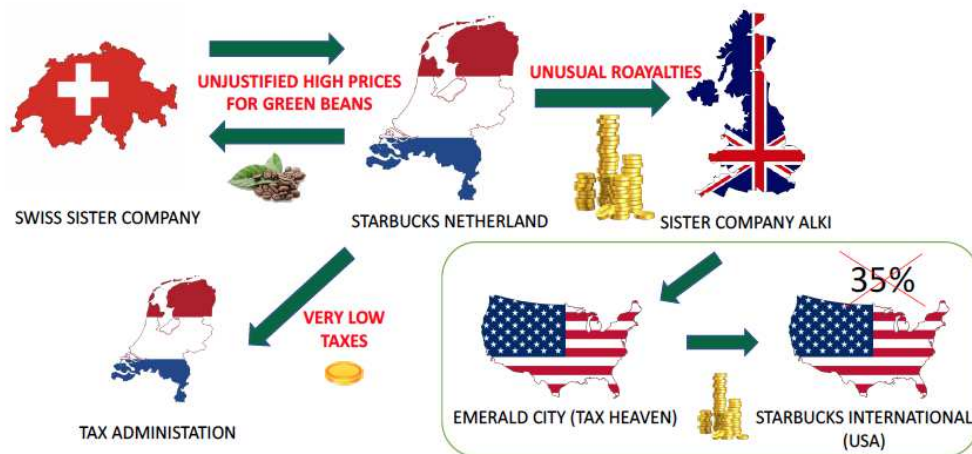 UNJUSTIFIED HIGH PRICES
FOR GREEN BEANS
UNUSUAL ROAYALTIES
SWISS SISTER COMPANY
STARBUCKS NETHERLAND
SISTER COMPANY ALKI
35%
VERY LOW
TAXES
TAX ADMINISTATION
EMERALD CITY (TAX HEAVEN)
STARBUCKS INTERNATIONAL
(USA)